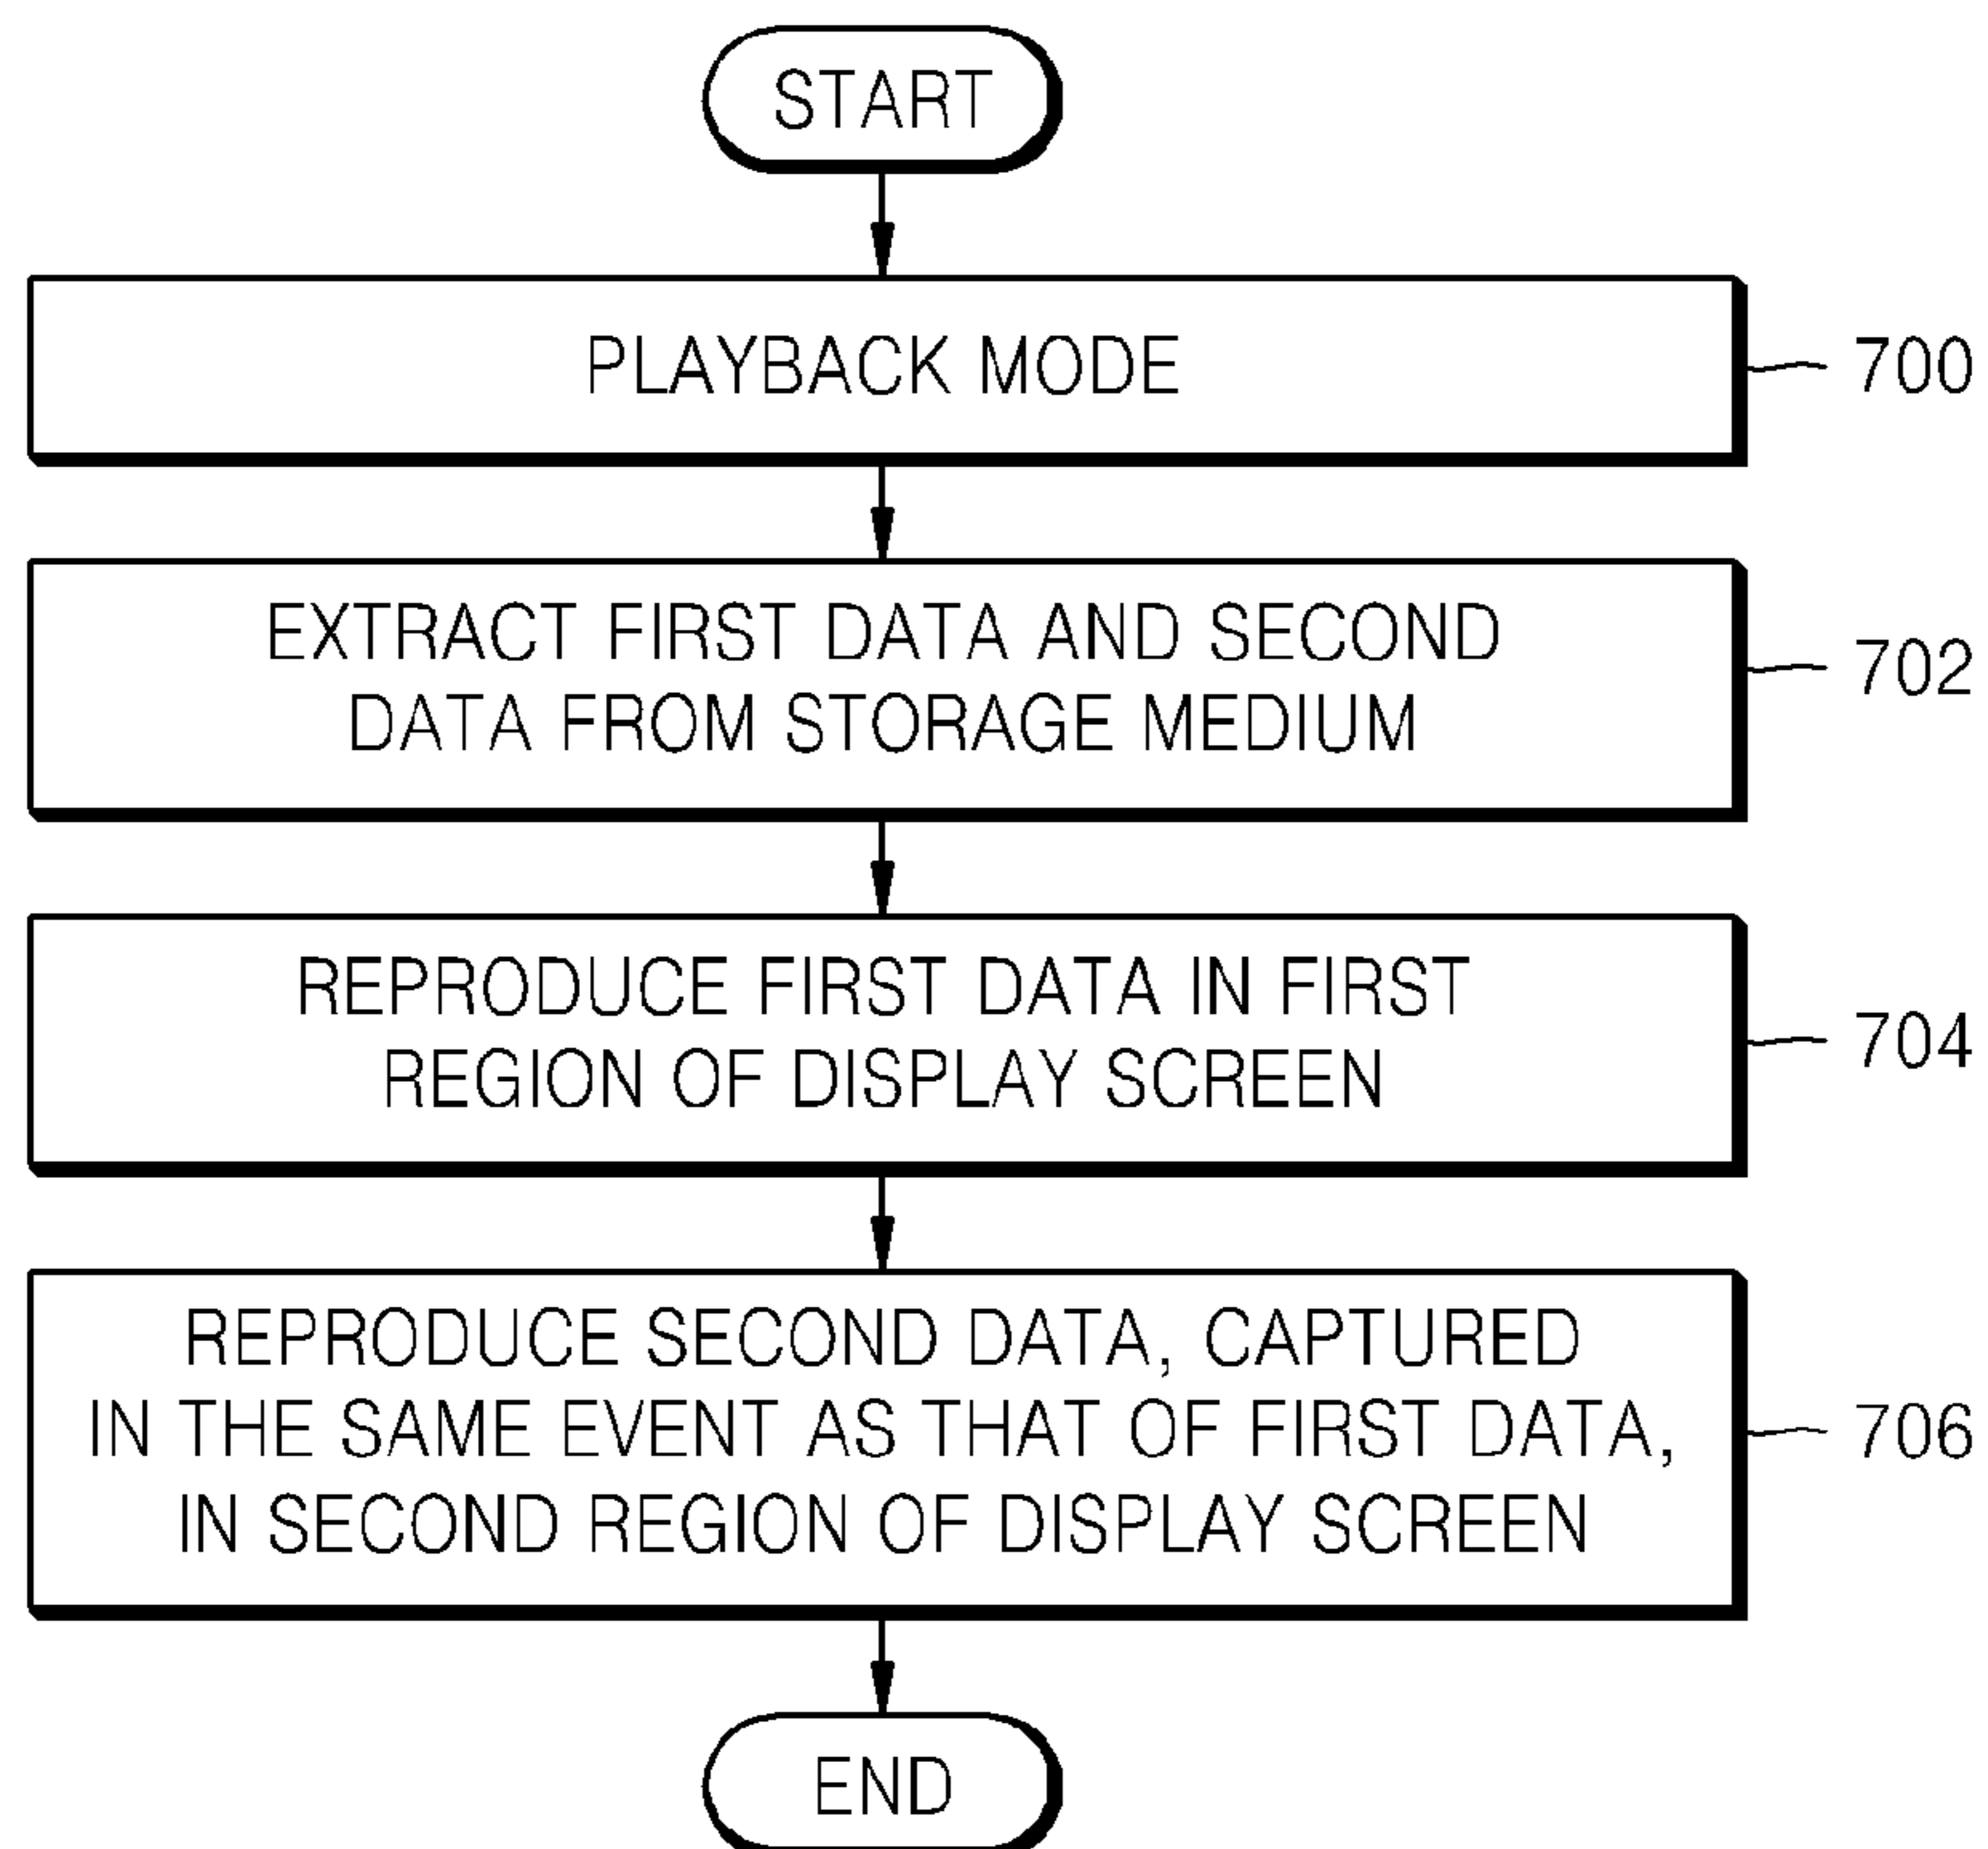 START
PLAYBACK MODE
700
EXTRACT FIRST DATA AND SECOND
DATA FROM STORAGE MEDIUM
702
REPRODUCE FIRST DATA IN FIRST
REGION OF DISPLAY SCREEN
704
REPRODUCE SECOND DATA, CAPTURED
IN THE SAME EVENT AS THAT OF FIRST DATA,
IN SECOND REGION OF DISPLAY SCREEN
706
END